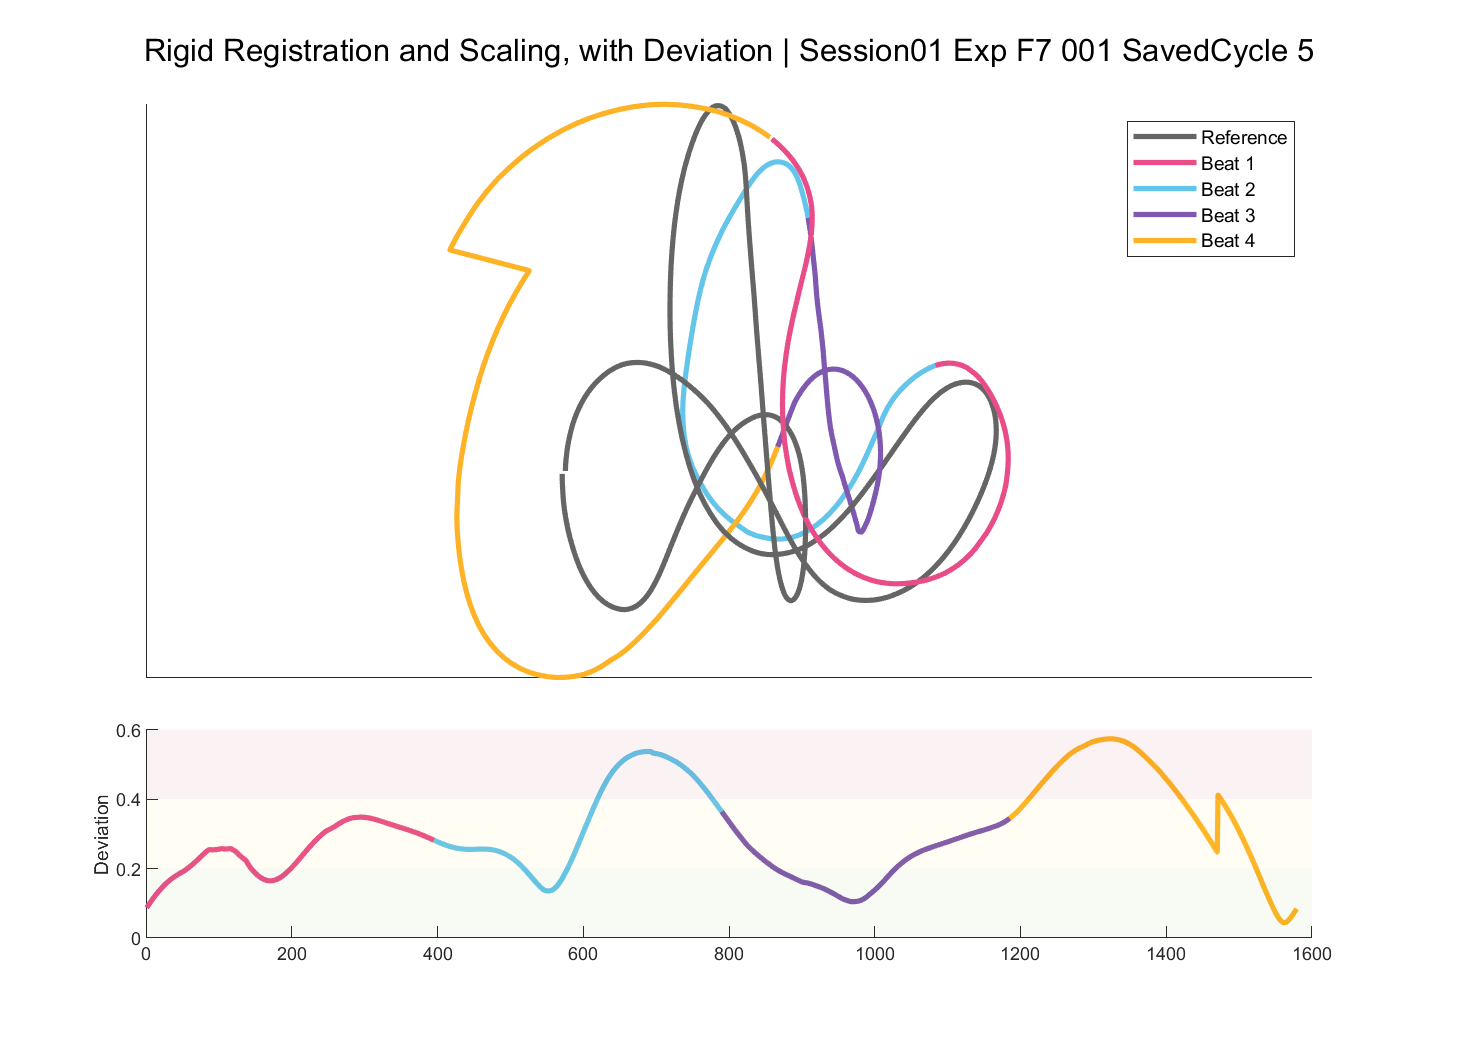 Rigid Registration and Scaling, with Deviation | Session01 Exp F7 001 SavedCycle 5
Reference
Beat 1
Beat 2
Beat 3
Beat 4
Deviation
0.6
0.4
0.2
0
0 200 400 600 800 1000 1200 1400 1600